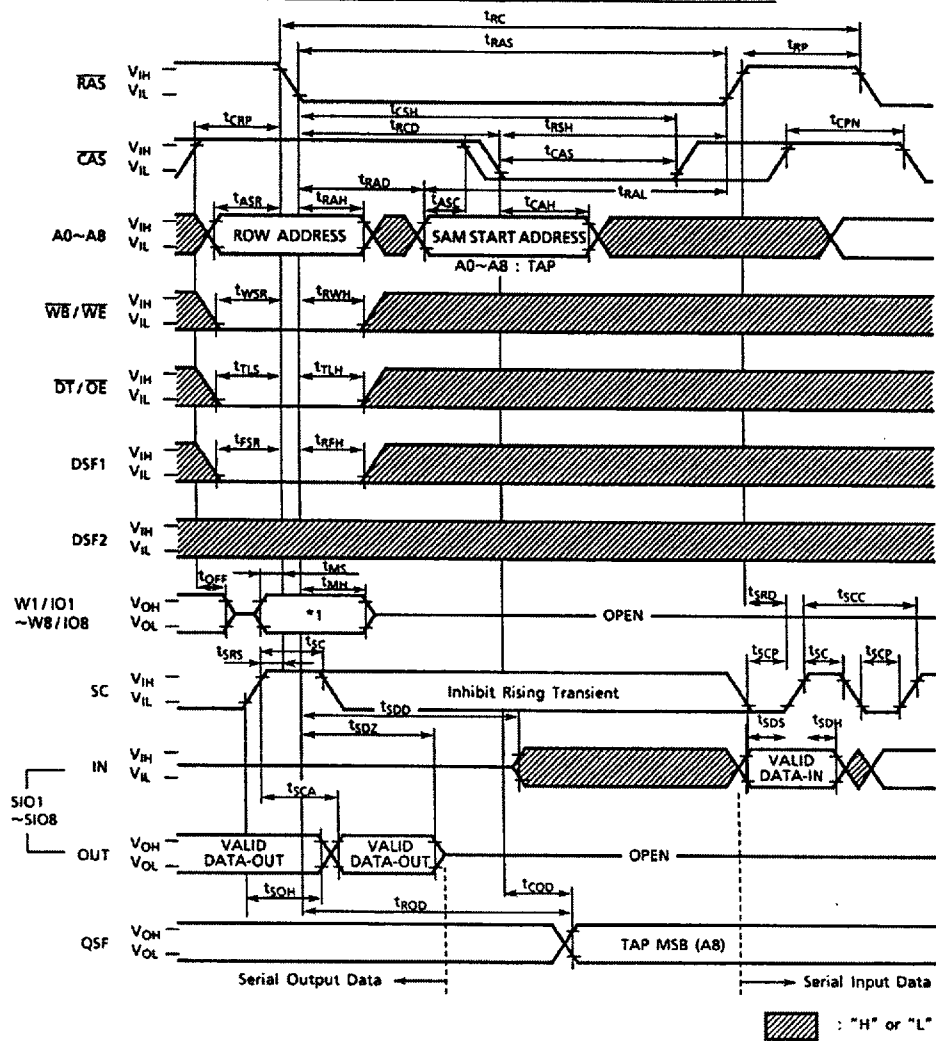 tRC
tRAS
tRP
RAS VIH VIL
tCSH
tCRP
tRCD
tRSH
tCPN
CAS VIH VIL
tCAS
tRAD
tRAL
tASR
tRAH
tASC
tCAH
A0~A8 VIH VIL ROW ADDRESS SAM START ADDRESS
A0~A8 : TAP
tWSR
tRWH
WB/WE VIH VIL
tTLS
tTLH
DT/OE VIH VIL
tFSR
tRFH
DSF1 VIH VIL
DSF2 VIH VIL
tOFF
tMS
tMH
tSRD
tSCC
W1/IO1
~W8/IO8
VOH VOL *1 OPEN
tSC
tSRS
tSCP
tSC
tSCP
SC VIH VIL Inhibit Rising Transient
tSDD
tSDZ
tSDS
tSDH
IN VIH VIL VALID
DATA-IN
SIO1
~SIO8
tSCA
OUT VOH VOL VALID
DATA-OUT
VALID
DATA-OUT
OPEN
tSOH
tCQD
tRQD
QSF VOH VOL TAP MSB (A8)
Serial Output Data
Serial Input Data
: "H" or "L"